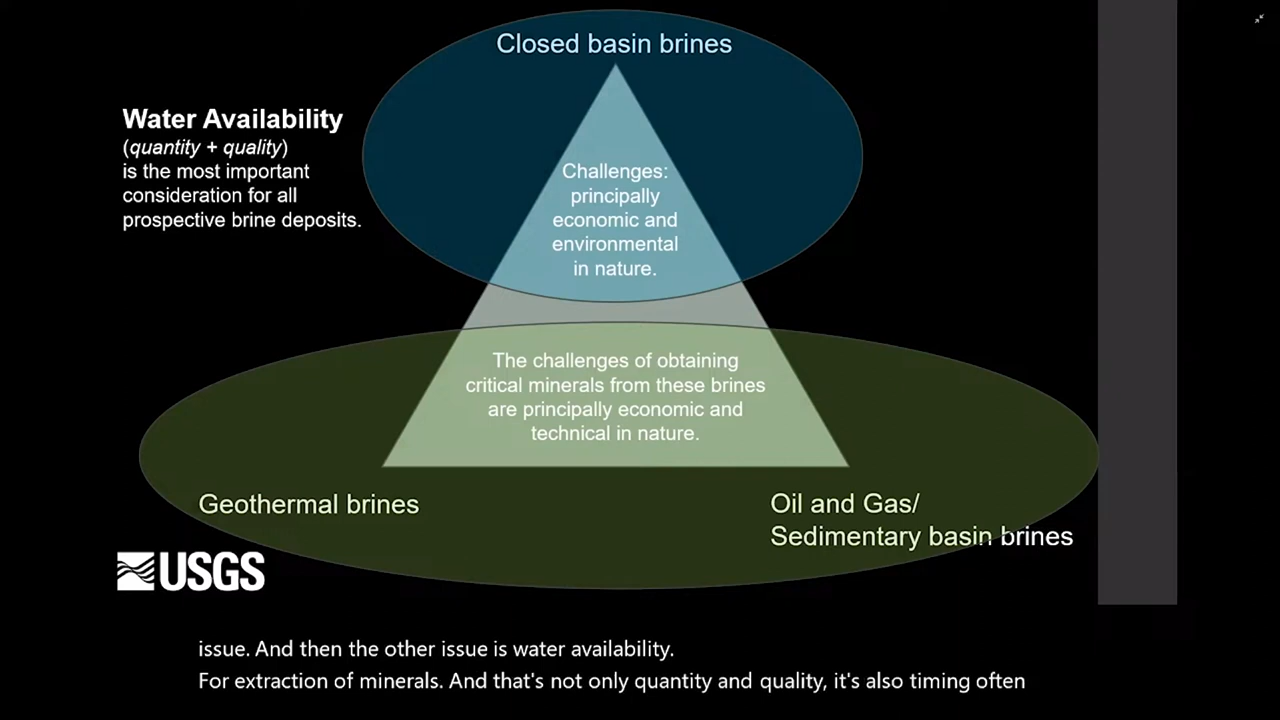 Closed basin brines
Water Availability
(quantity + quality)
is the most important
consideration for all
prospective brine deposits.
Challenges:
principally
economic and
environmental
in nature.
The challenges of obtaining
critical minerals from these brines
are principally economic and
technical in nature.
Geothermal brines
Oil and Gas/
Sedimentary basin brines
USGS
issue. And then the other issue is water availability.
For extraction of minerals. And that's not only quantity and quality, it's also timing often